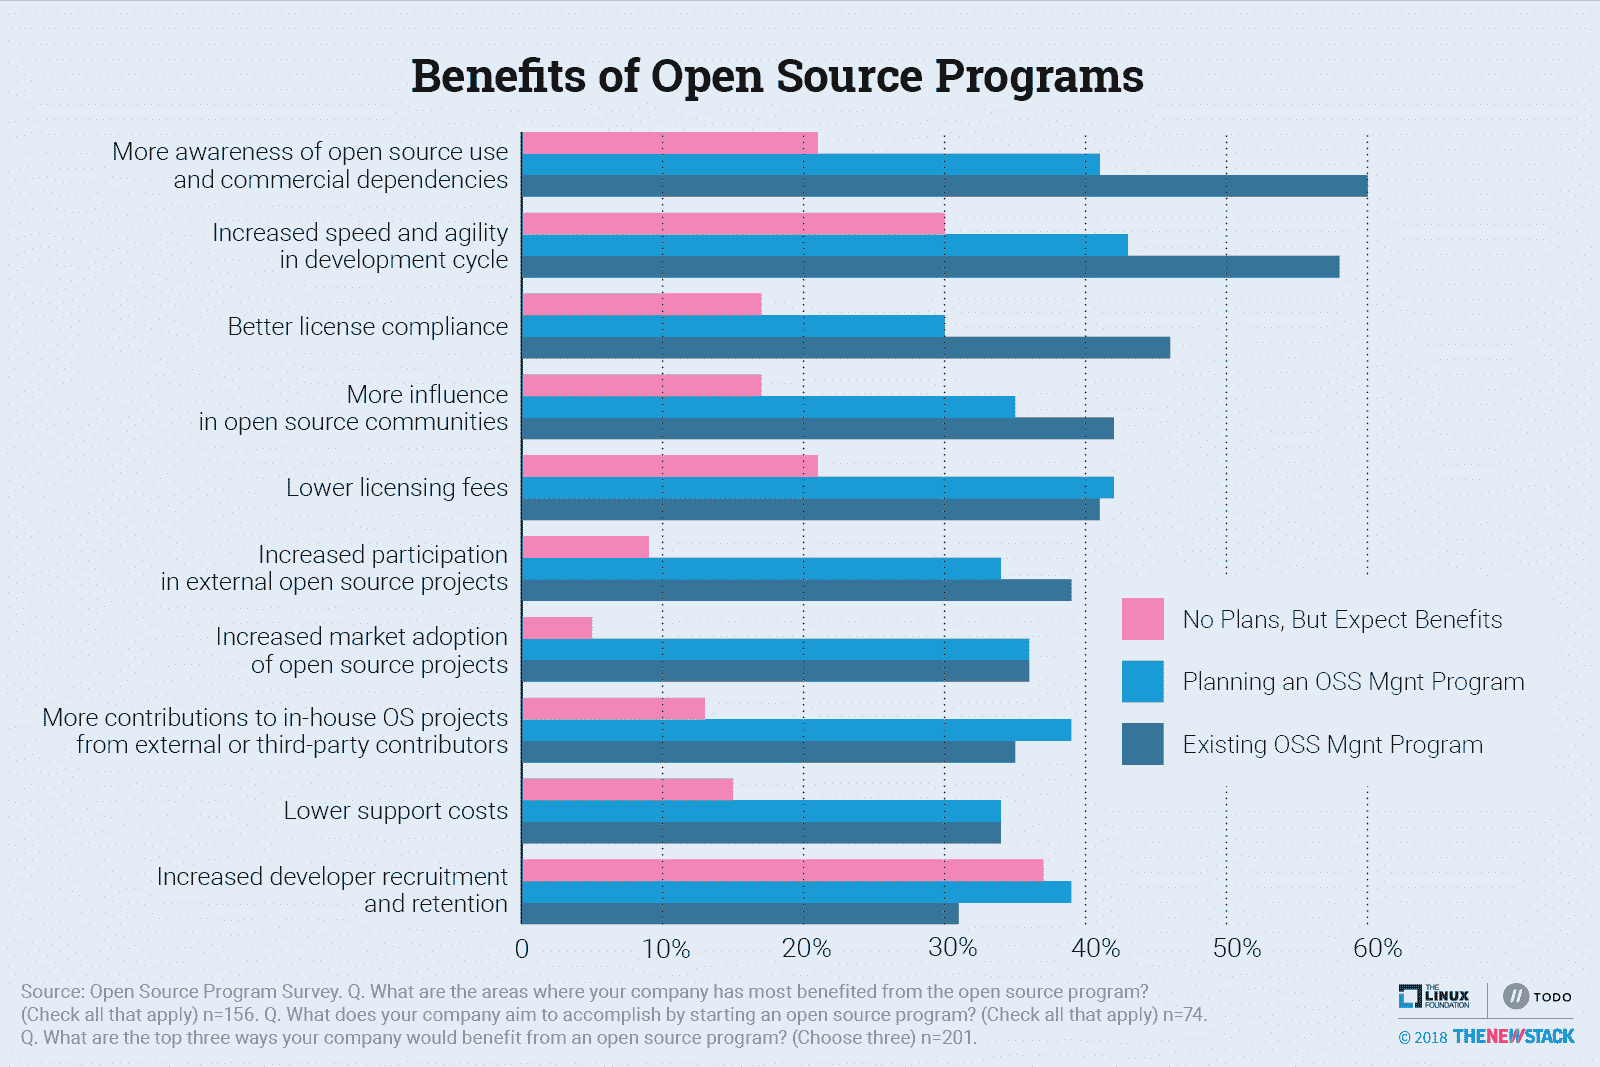 Benefits of Open Source Programs
More awareness of open source use
and commercial dependencies
Increased speed and agility
in development cycle
Better license compliance
More influence
in open source communities
Lower licensing fees
Increased participation
in external open source projects
Increased market adoption
of open source projects
More contributions to in-house OS projects
from external or third-party contributors
Lower support costs
Increased developer recruitment
and retention
No Plans, But Expect Benefits
Planning an OSS Mgnt Program
Existing OSS Mgnt Program
0 10% 20% 30% 40% 50% 60%
Source: Open Source Program Survey. Q. What are the areas where your company has most benefited from the open source program?
(Check all that apply) n=156. Q. What does your company aim to accomplish by starting an open source program? (Check all that apply) n=74.
Q. What are the top three ways your company would benefit from an open source program? (Choose three) n=201.
THE
LINUX
FOUNDATION
TODO
© 2018 THENEWSTACK